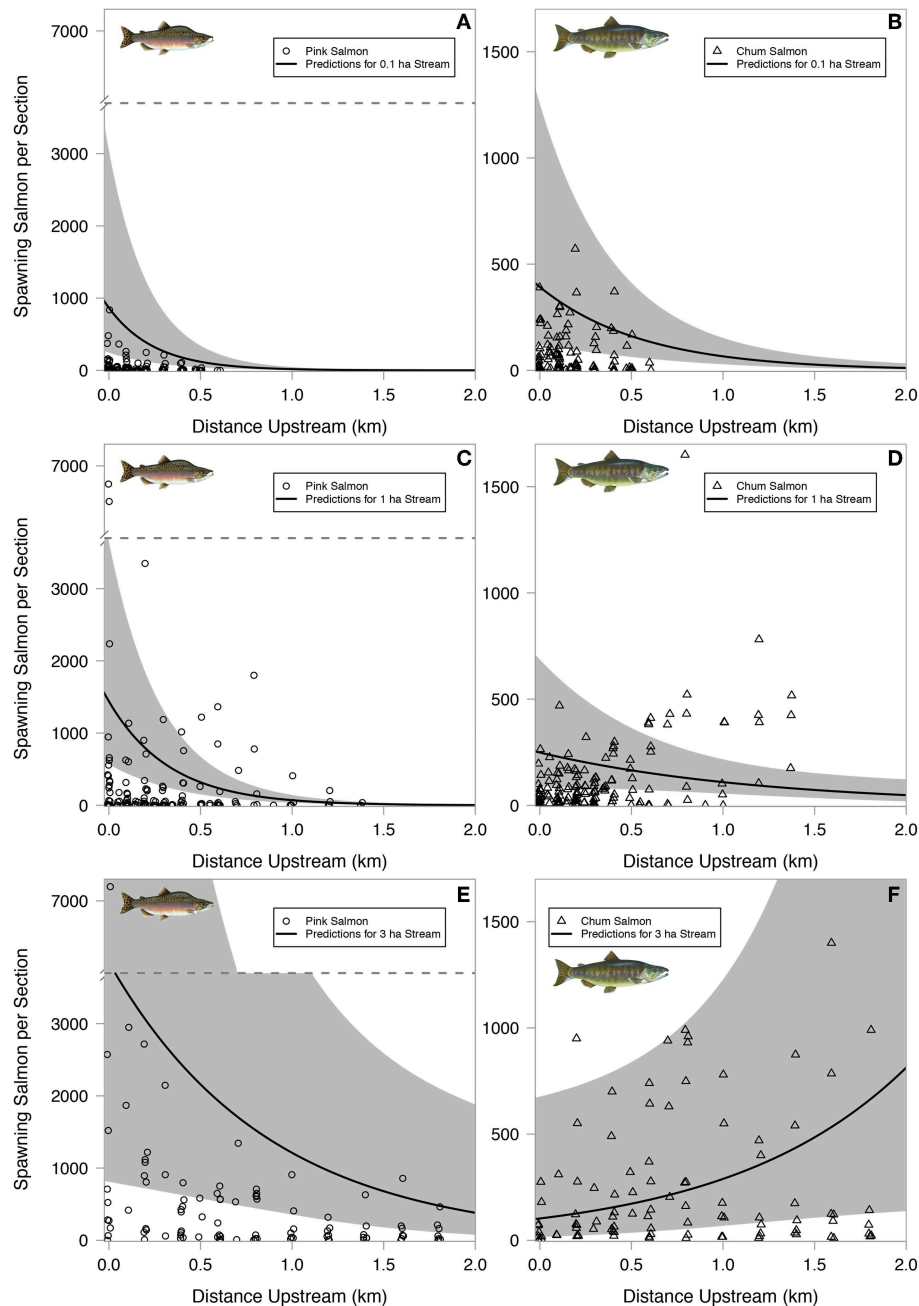 A
B
7000
Pink Salmon
Predictions for 0.1 ha Stream
1500
Chum Salmon
Predictions for 0.1 ha Stream
Spawning Salmon per Section
3000
2000
1000
0
1000
500
0
0.0 0.5 1.0 1.5 2.0
0.0 0.5 1.0 1.5 2.0
Distance Upstream (km)
Distance Upstream (km)
C
D
7000
Pink Salmon
Predictions for 1 ha Stream
1500
Chum Salmon
Predictions for 1 ha Stream
Spawning Salmon per Section
3000
2000
1000
0
1000
500
0
0.0 0.5 1.0 1.5 2.0
0.0 0.5 1.0 1.5 2.0
Distance Upstream (km)
Distance Upstream (km)
E
F
7000
Pink Salmon
Predictions for 3 ha Stream
1500
Chum Salmon
Predictions for 3 ha Stream
Spawning Salmon per Section
3000
2000
1000
0
1000
500
0
0.0 0.5 1.0 1.5 2.0
0.0 0.5 1.0 1.5 2.0
Distance Upstream (km)
Distance Upstream (km)